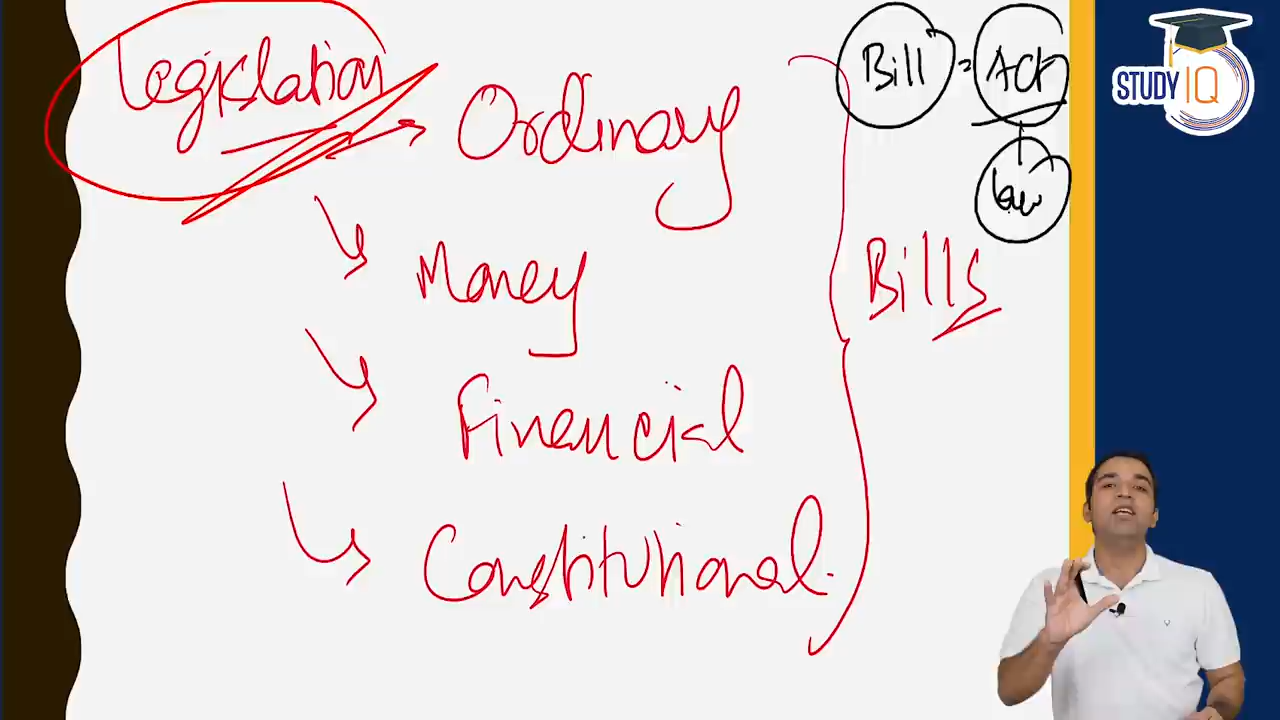 Legislation
Ordinary
Money
Financial
Constitutional
Bills
Bill = Act
Law
STUDY IQ